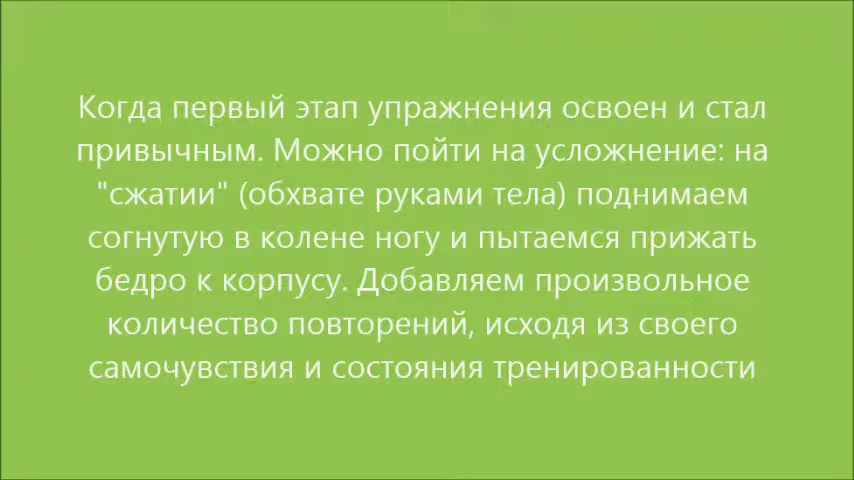 Когда первый этап упражнения освоен и стал
привычным. Можно пойти на усложнение: на
"сжатии" (обхвате руками тела) поднимаем
согнутую в колене ногу и пытаемся прижать
бедро к корпусу. Добавляем произвольное
количество повторений, исходя из своего
самочувствия и состояния тренированности